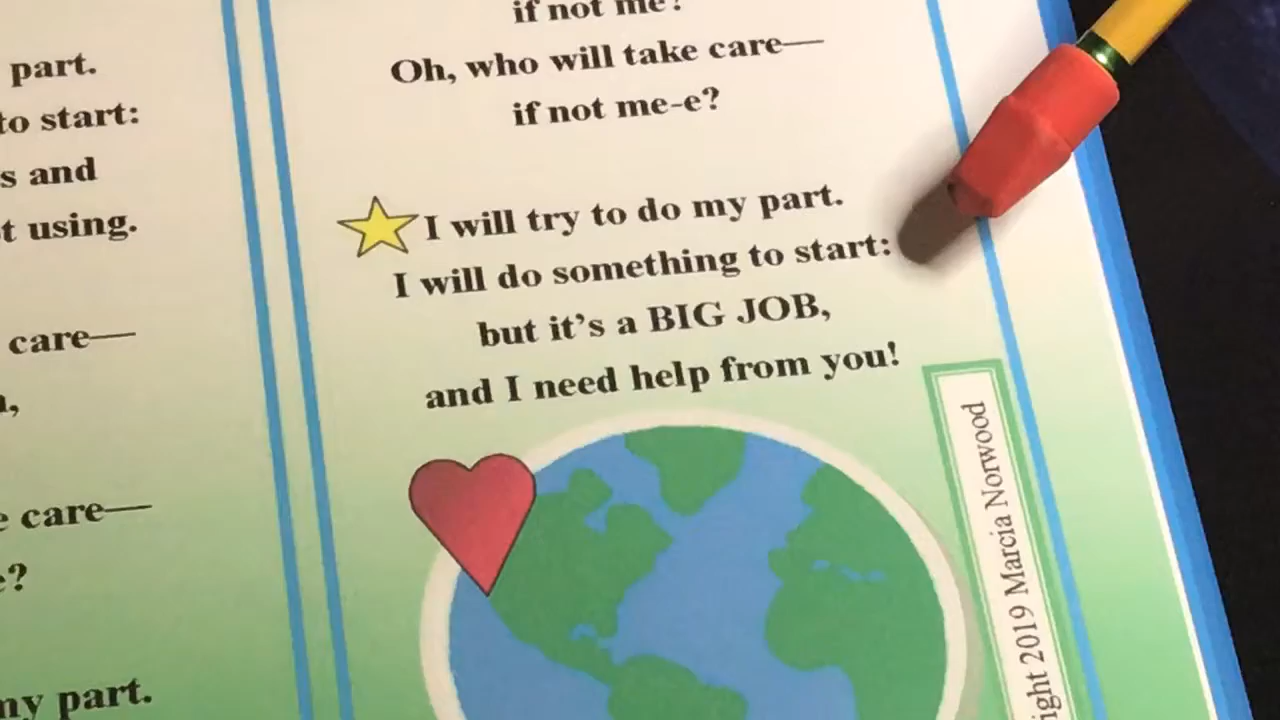 part.
to start:
s and
t using.
care—
care—
?
my part.
if not me?
Oh, who will take care—
if not me-e?
I will try to do my part.
I will do something to start:
but it's a BIG JOB,
and I need help from you!
2019 Marcia Norwood